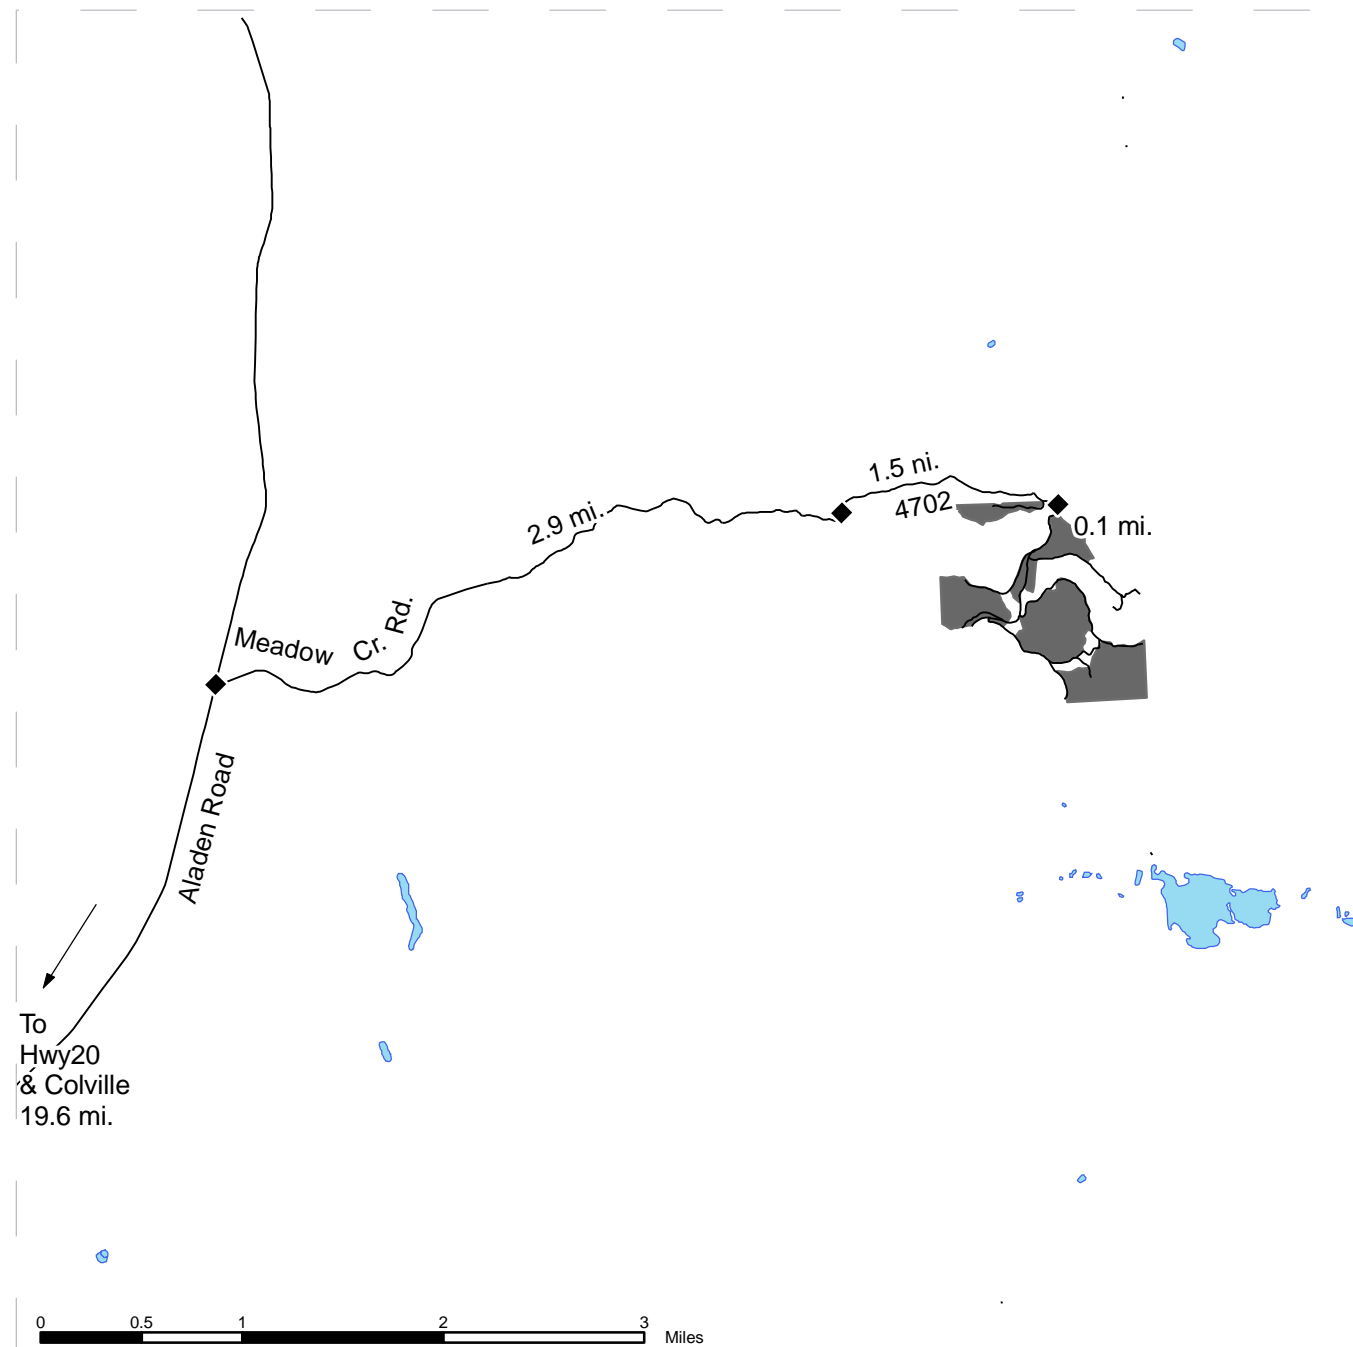 1.5 ni.
4702
2.9 mi.
0.1 mi.
Meadow Cr. Rd.
Aladen Road
To
Hwy20
& Colville
19.6 mi.
0 0.5 1 2 3
Miles